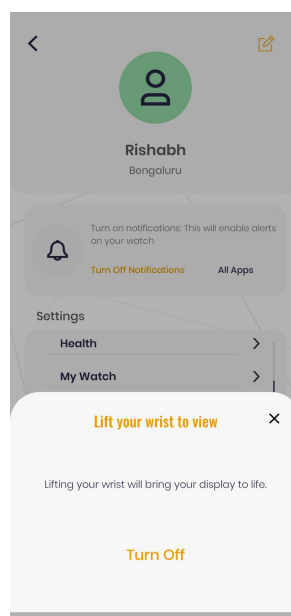 Rishabh
Bengaluru
Turn on notifications: This will enable alerts
on your watch
Turn Off Notifications All Apps
Settings
Health
My Watch
Lift your wrist to view
Lifting your wrist will bring your display to life.
Turn Off